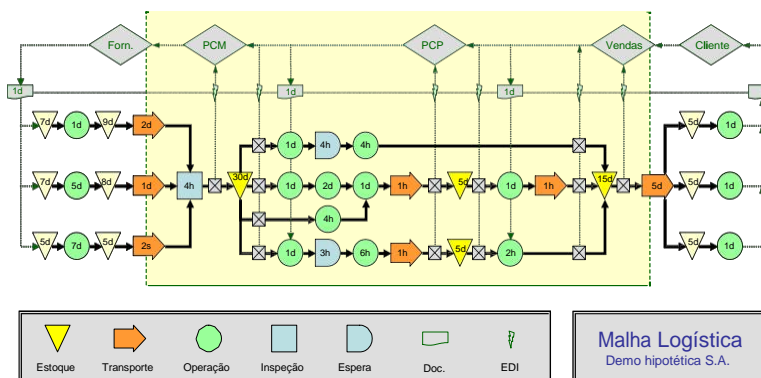 Forn. PCM PCP Vendas Cliente
1d 1d 1d
7d 1d 9d 2d 1d 4h 4h 5d 1d
7d 5d 8d 1d 4h 30d 1d 2d 1d 1h 5d 1d 1h 15d 5d 5d 1d
4h
5d 7d 5d 2s 1d 3h 6h 1h 5d 2h 5d 1d
Estoque Transporte Operação Inspeção Espera Doc. EDI
Malha Logística
Demo hipotética S.A.